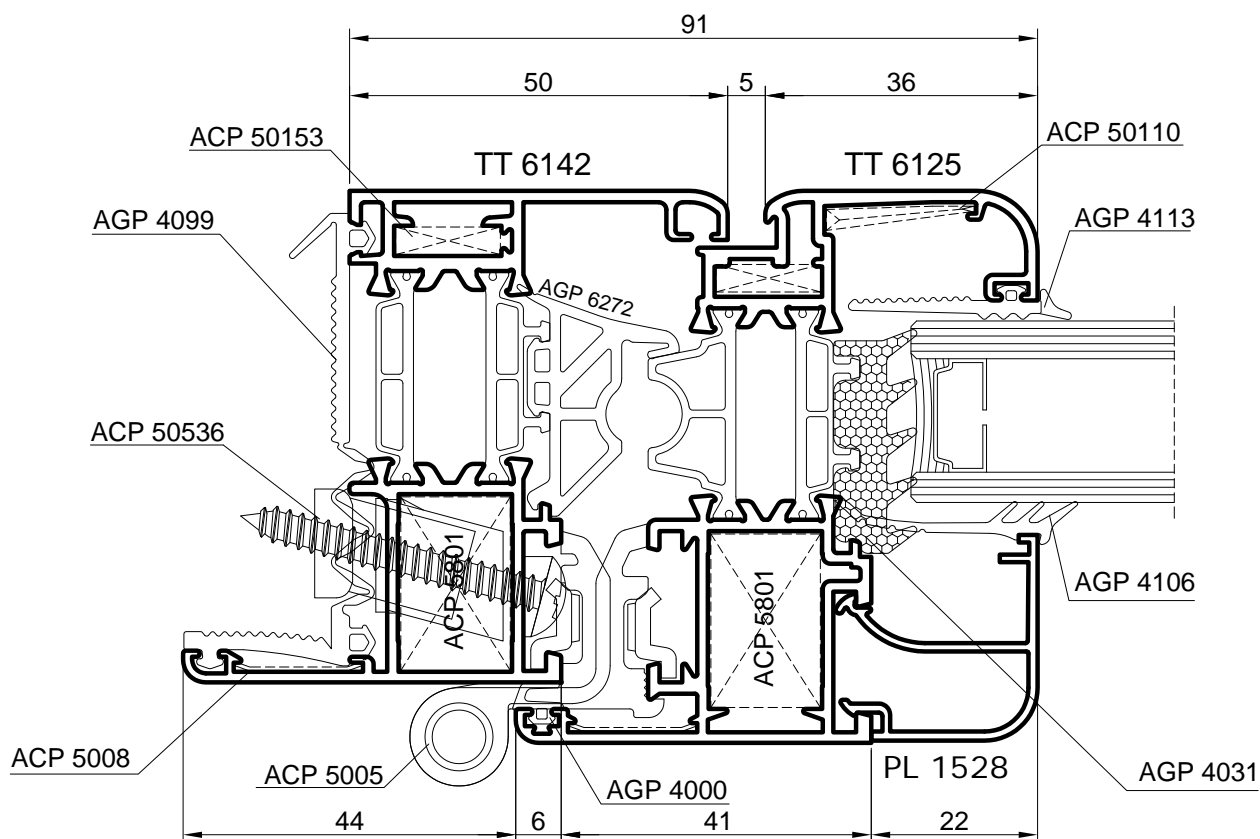 91
50 5 36
ACP 50153
TT 6142
TT 6125
ACP 50110
AGP 4099
AGP 4113
AGP 6272
ACP 50536
ACP 5801
ACP 5801
AGP 4106
ACP 5008
ACP 5005
AGP 4000
PL 1528
AGP 4031
44 6 41 22